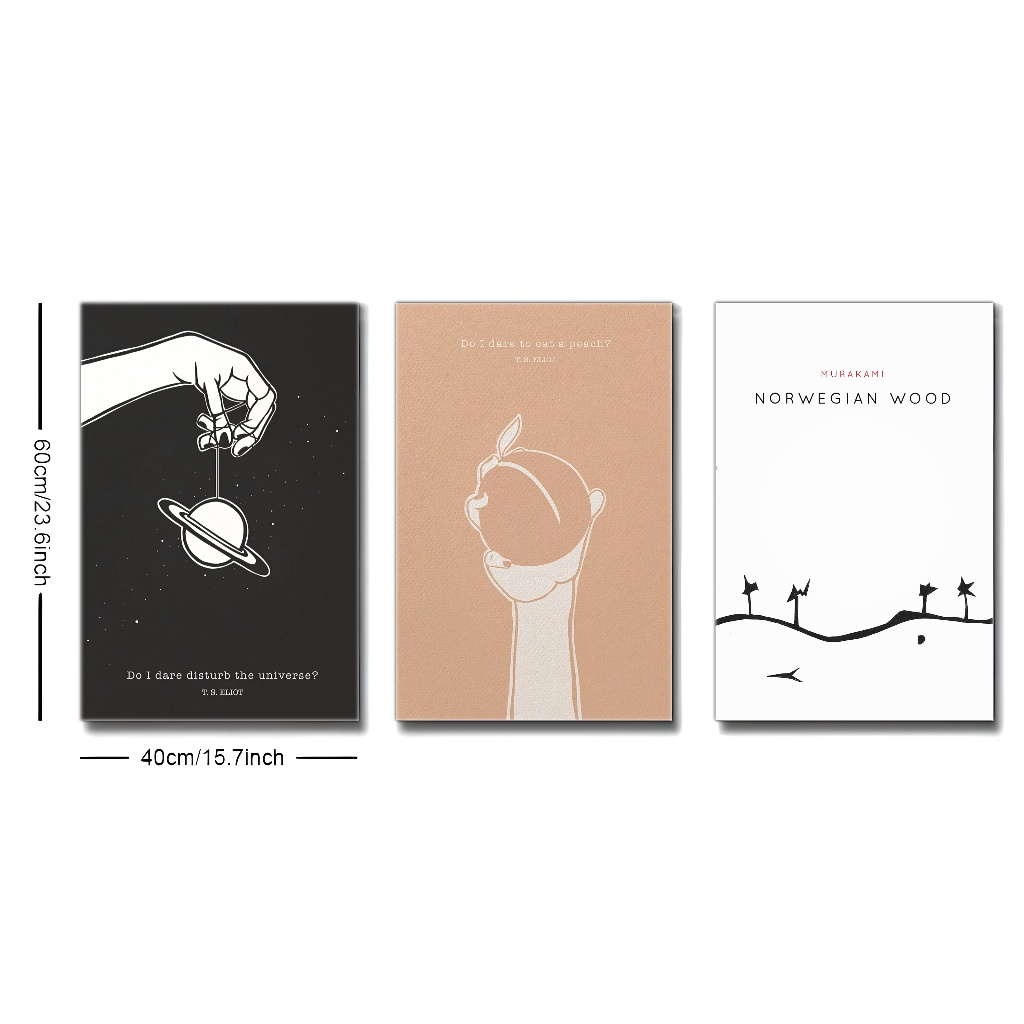 60cm/23.6inch
Do I dare disturb the universe?
T. S. ELIOT
40cm/15.7inch
Do I dare to eat a peach?
T. S. ELIOT
MURAKAMI
NORWEGIAN WOOD